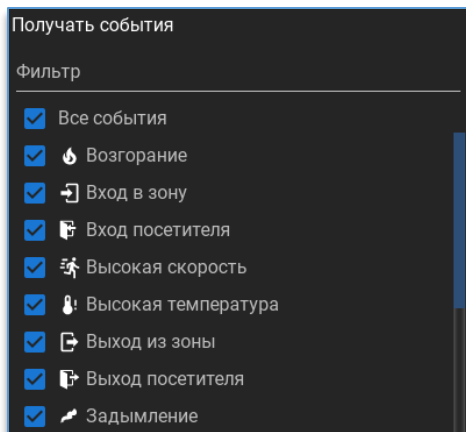 Получать события
Фильтр
Все события
Возгорание
Вход в зону
Вход посетителя
Высокая скорость
Высокая температура
Выход из зоны
Выход посетителя
Задымление